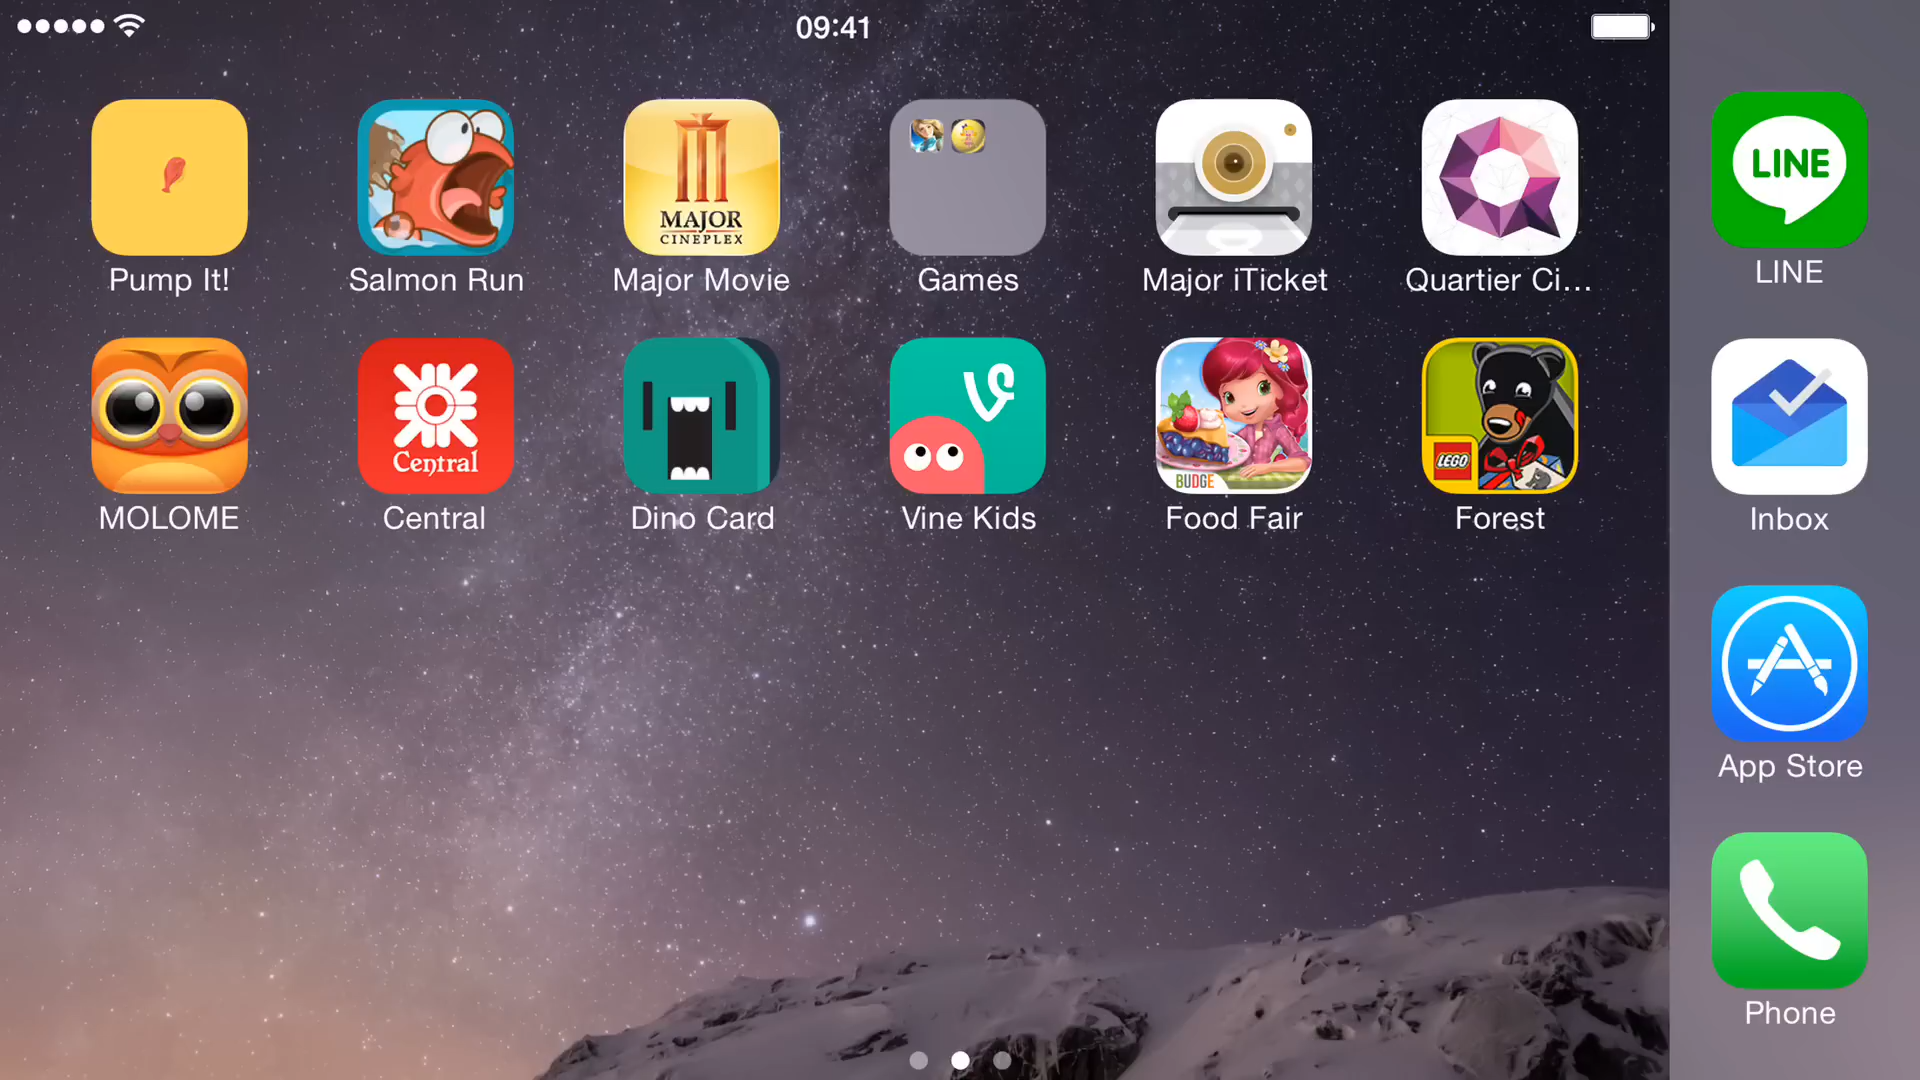 09:41
MAJOR
CINEPLEX
Pump It!
Salmon Run
Major Movie
Games
Major iTicket
Quartier Ci...
LINE
LINE
Central
BUDGE
LEGO
MOLOME
Central
Dino Card
Vine Kids
Food Fair
Forest
Inbox
App Store
Phone